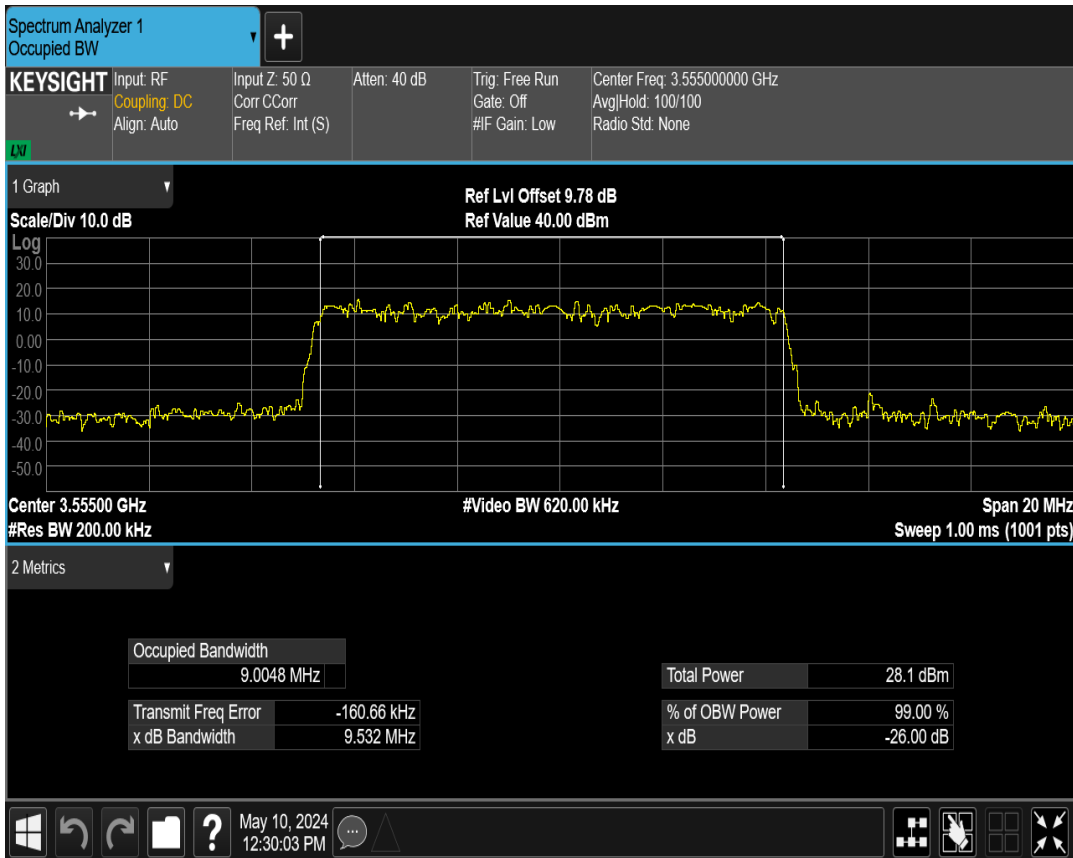 Spectrum Analyzer 1
Occupied BW
+
KEYSIGHT
LXI
Input: RF
Coupling: DC
Align: Auto
Input Z: 50 Ω
Corr CCorr
Freq Ref: Int (S)
Atten: 40 dB
Trig: Free Run
Gate: Off
#IF Gain: Low
Center Freq: 3.555000000 GHz
Avg|Hold: 100/100
Radio Std: None
1 Graph
Scale/Div 10.0 dB
Ref Lvl Offset 9.78 dB
Ref Value 40.00 dBm
Log
30.0
20.0
10.0
0.00
-10.0
-20.0
-30.0
-40.0
-50.0
Center 3.55500 GHz
#Video BW 620.00 kHz
Span 20 MHz
#Res BW 200.00 kHz
Sweep 1.00 ms (1001 pts)
2 Metrics
Occupied Bandwidth
9.0048 MHz
Total Power 28.1 dBm
Transmit Freq Error -160.66 kHz
% of OBW Power 99.00 %
x dB Bandwidth 9.532 MHz
x dB -26.00 dB
?
May 10, 2024
12:30:03 PM